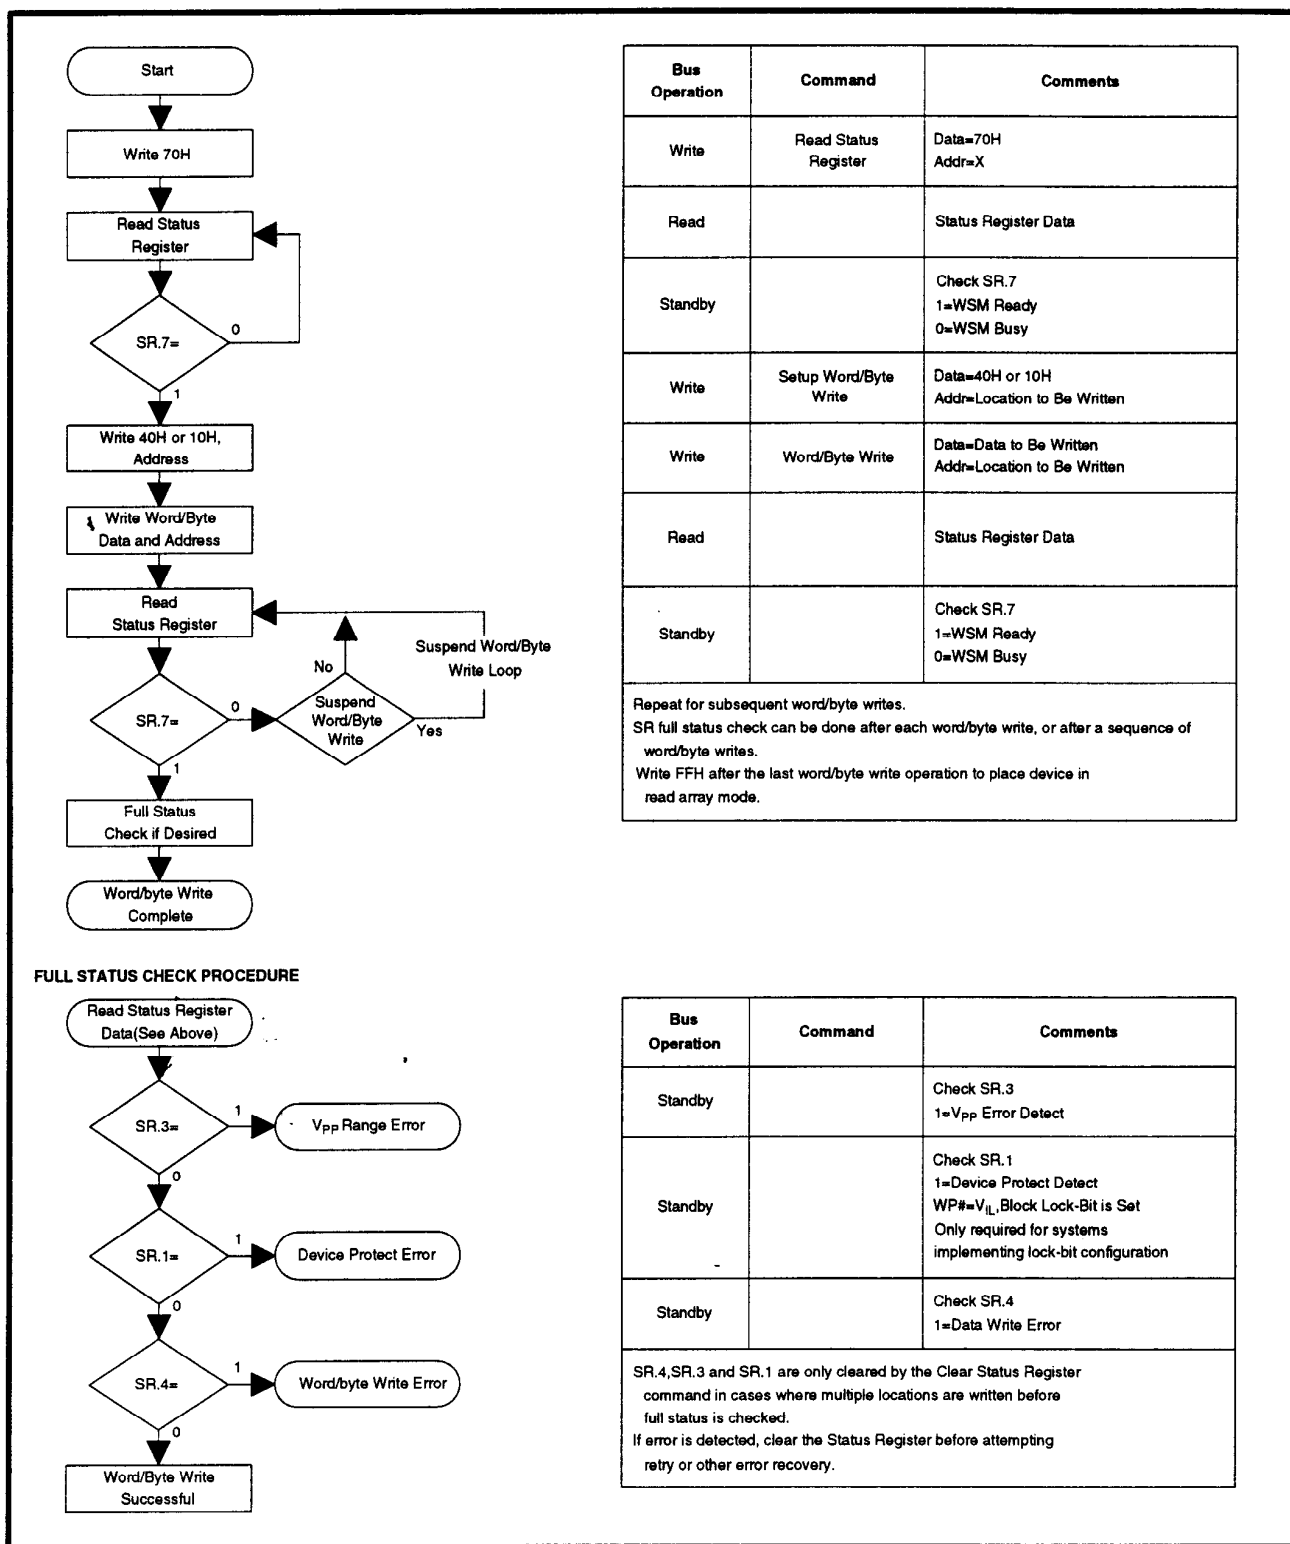 Start
Write 70H
Read Status
Register
SR.7=
0
1
Write 40H or 10H,
Address
Write Word/Byte
Data and Address
Read
Status Register
SR.7=
0
1
Suspend
Word/Byte
Write
No
Yes
Suspend Word/Byte
Write Loop
Full Status
Check if Desired
Word/byte Write
Complete
Bus
Operation
Command
Comments
Write
Read Status
Register
Data=70H
Addr=X
Read
Status Register Data
Standby
Check SR.7
1=WSM Ready
0=WSM Busy
Write
Setup Word/Byte
Write
Data=40H or 10H
Addr=Location to Be Written
Write
Word/Byte Write
Data=Data to Be Written
Addr=Location to Be Written
Read
Status Register Data
Standby
Check SR.7
1=WSM Ready
0=WSM Busy
Repeat for subsequent word/byte writes.
SR full status check can be done after each word/byte write, or after a sequence of
word/byte writes.
Write FFH after the last word/byte write operation to place device in
read array mode.
FULL STATUS CHECK PROCEDURE
Read Status Register
Data(See Above)
SR.3=
1
VPP Range Error
0
SR.1=
1
Device Protect Error
0
SR.4=
1
Word/byte Write Error
0
Word/Byte Write
Successful
Bus
Operation
Command
Comments
Standby
Check SR.3
1=VPP Error Detect
Standby
Check SR.1
1=Device Protect Detect
WP#=VIL,Block Lock-Bit is Set
Only required for systems
implementing lock-bit configuration
Standby
Check SR.4
1=Data Write Error
SR.4,SR.3 and SR.1 are only cleared by the Clear Status Register
command in cases where multiple locations are written before
full status is checked.
If error is detected, clear the Status Register before attempting
retry or other error recovery.